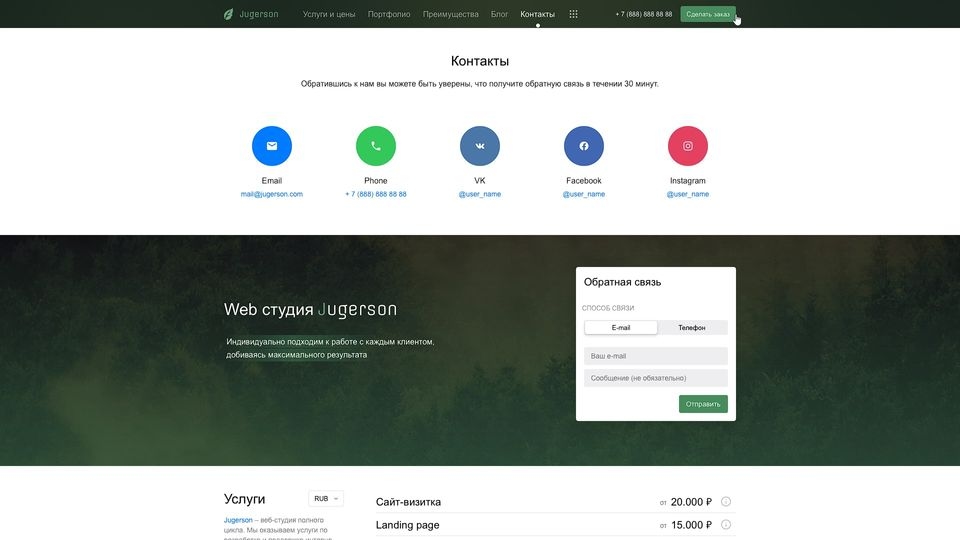 Jugerson Услуги и цены Портфолио Преимущества Блог Контакты + 7 (888) 888 88 88 Сделать заказ
Контакты
Обратившись к нам вы можете быть уверены, что получите обратную связь в течении 30 минут.
Email Phone VK Facebook Instagram
mail@jugerson.com + 7 (888) 888 88 88 @user_name @user_name @user_name
Обратная связь
Web студия Jugerson
СПОСОБ СВЯЗИ
E-mail Телефон
Индивидуально подходим к работе с каждым клиентом,
добиваясь максимального результата
Ваш e-mail
Сообщение (не обязательно)
Отправить
Услуги RUB
Jugerson – веб-студия полного
цикла. Мы оказываем услуги по
Сайт-визитка от 20.000 ₽
Landing page от 15.000 ₽